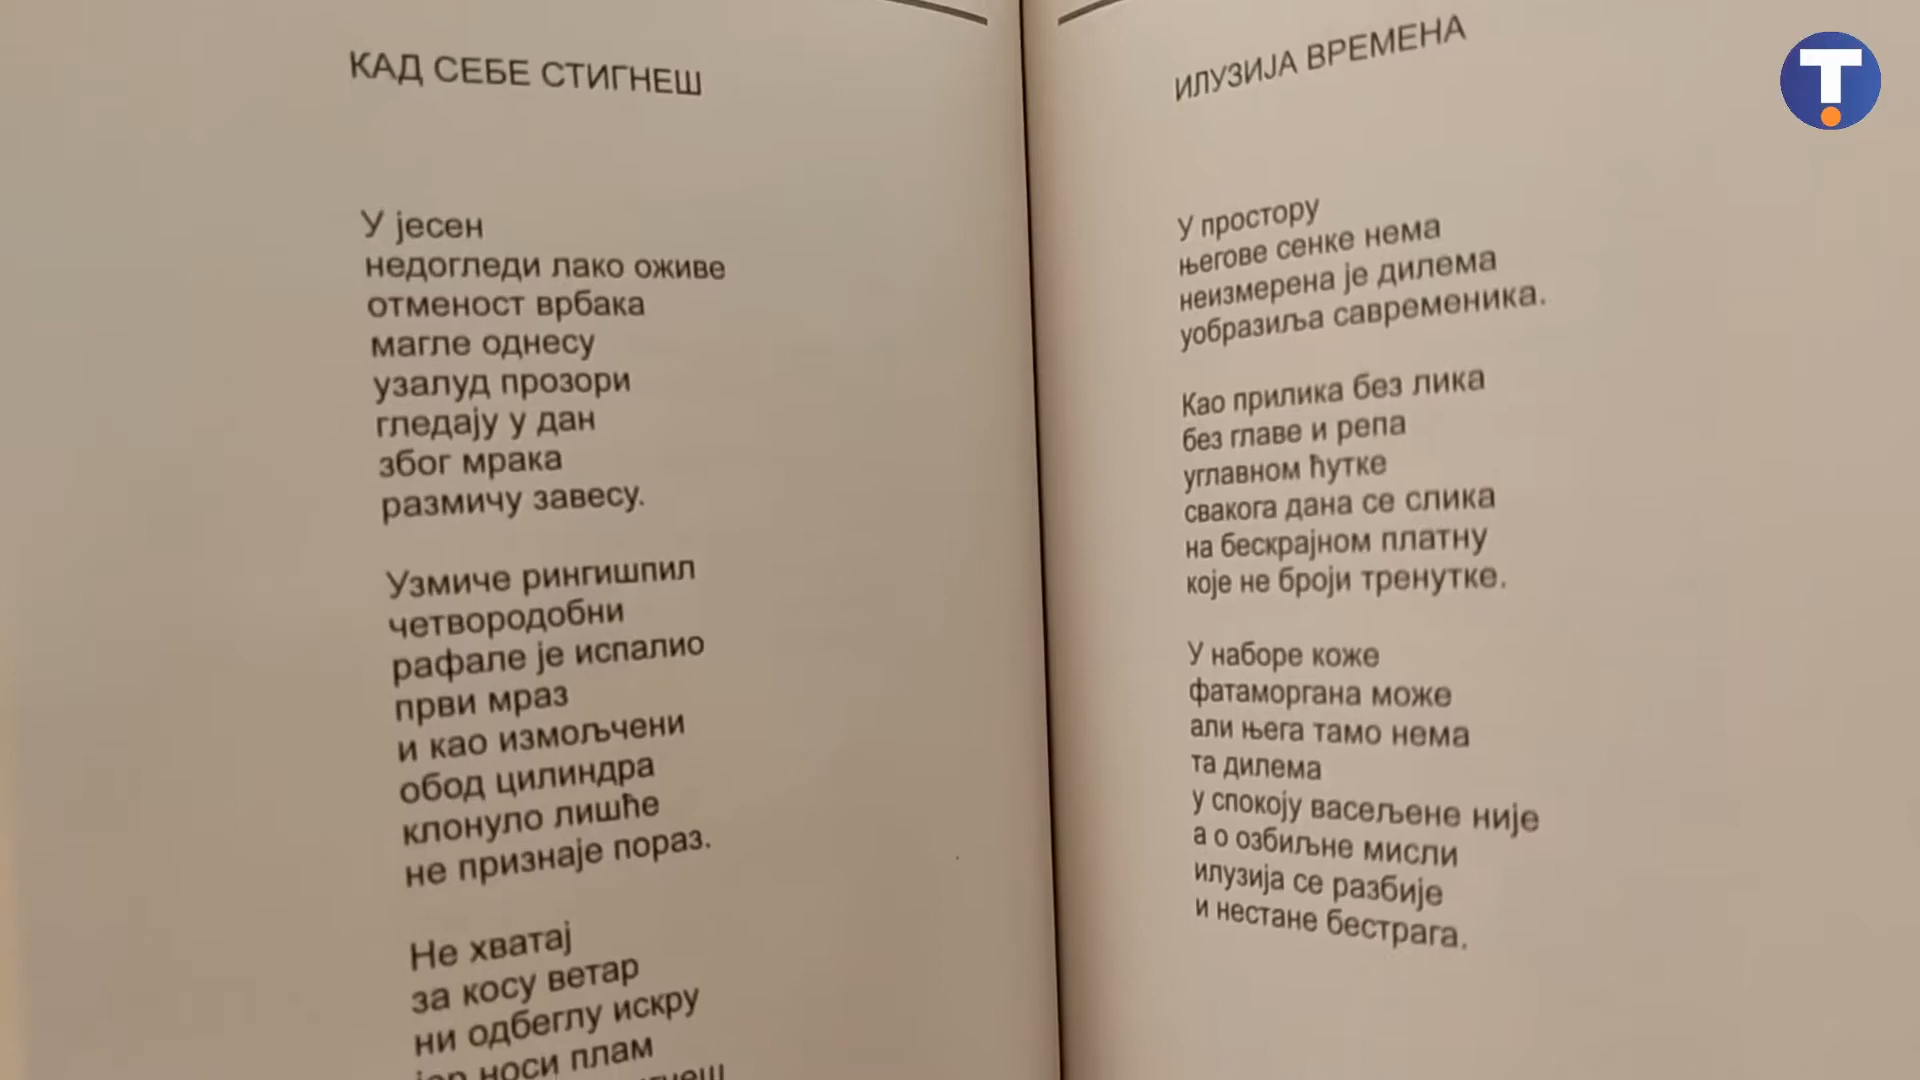 КАД СЕБЕ СТИГНЕШ
У јесен
недогледи лако оживе
отменост врбака
магле однесу
узалуд прозори
гледају у дан
због мрака
размичу завесу.
Узмиче рингишпил
четвородобни
рафале је испалио
први мраз
и као измољчени
обод цилиндра
клонуло лишће
не признаје пораз.
Не хватај
за косу ветар
ни одбеглу искру
јер носи плам
ИЛУЗИЈА ВРЕМЕНА
У простору
његове сенке нема
неизмерена је дилема
уобразиља савременика.
Као прилика без лика
без главе и репа
углавном ћутке
свакога дана се слика
на бескрајном платну
које не броји тренутке.
У наборе коже
фатаморгана може
али њега тамо нема
та дилема
у спокоју васељене није
а о озбиљне мисли
илузија се разбије
и нестане бестрага.
T